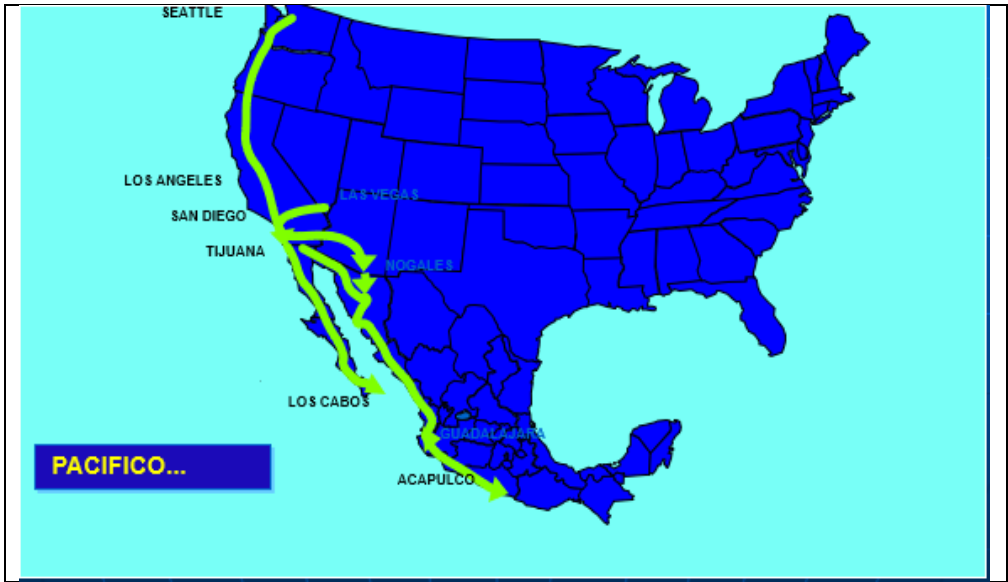 SEATTLE
LOS ANGELES
LAS VEGAS
SAN DIEGO
TIJUANA
NOGALES
LOS CABOS
GUADALAJARA
PACIFICO...
ACAPULCO